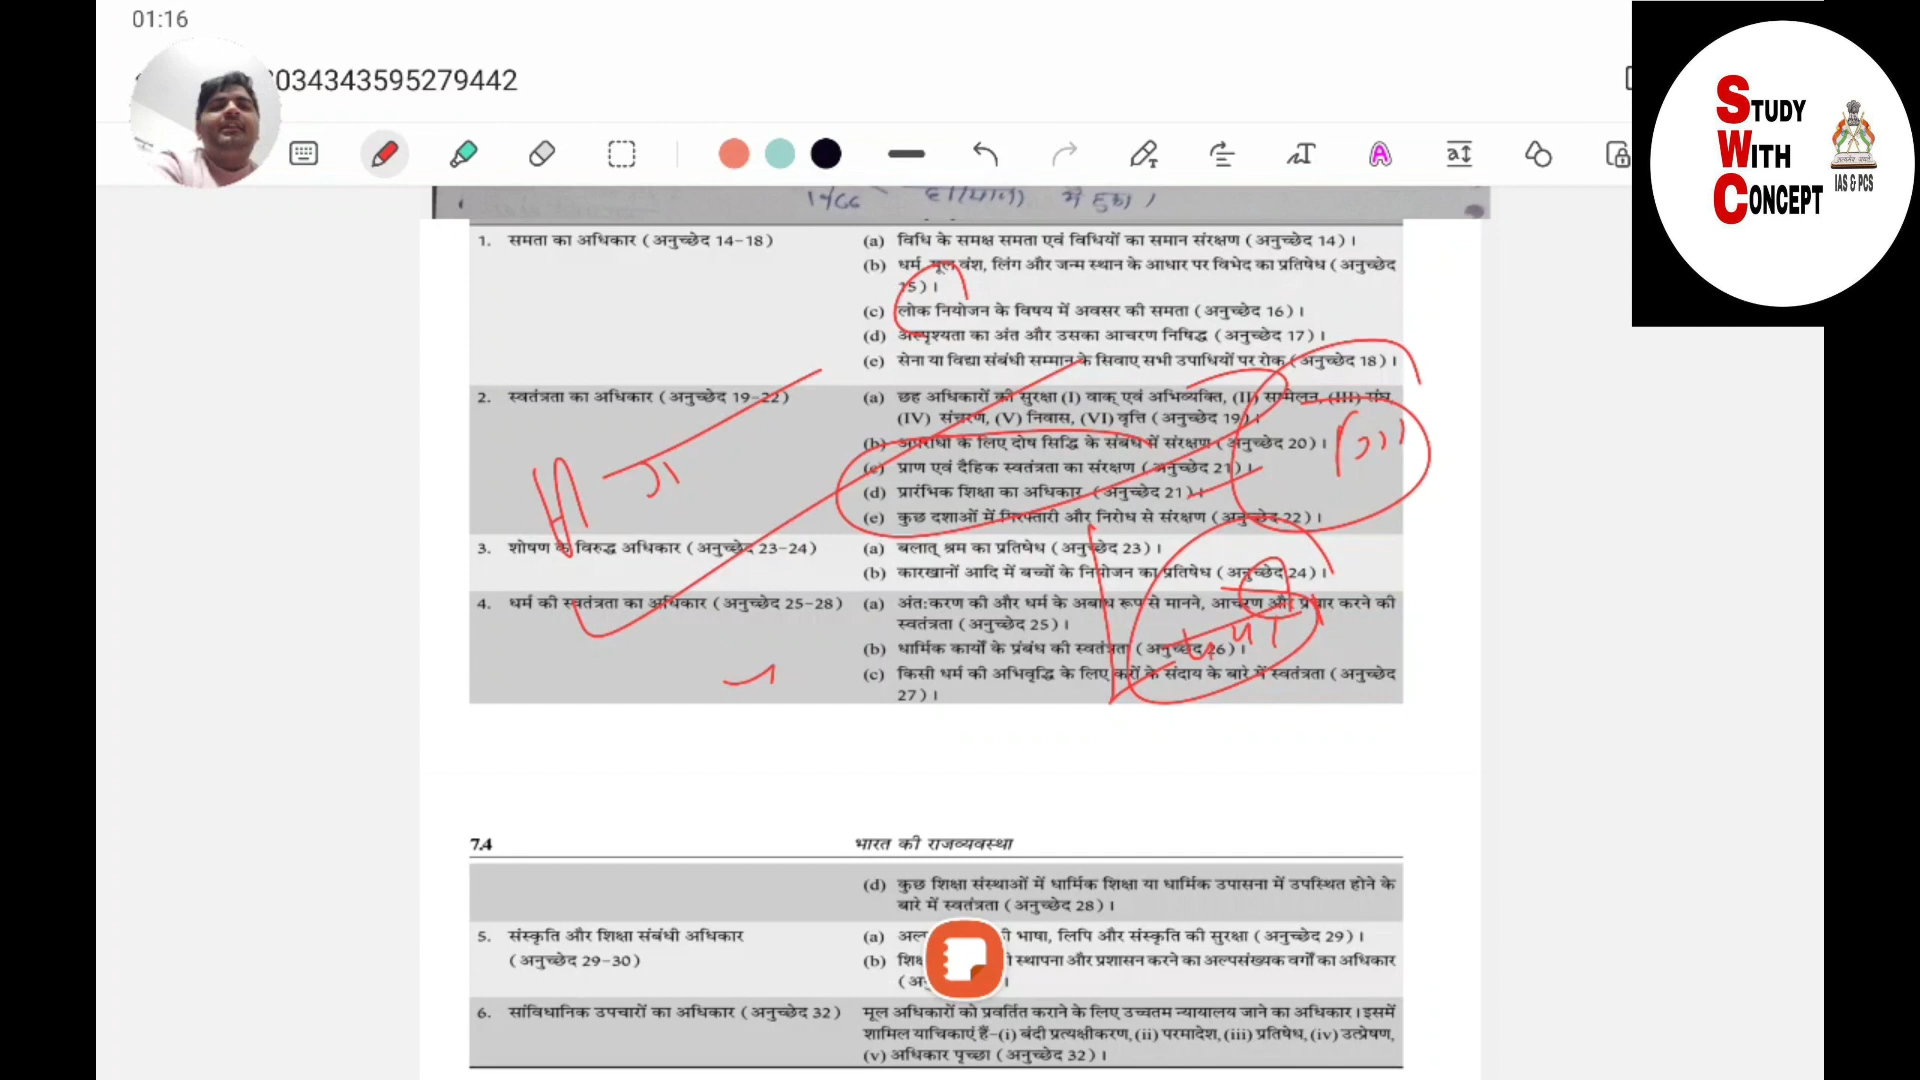 01:16
034343595279442
STUDY
WITH
CONCEPT
IAS & PCS
1. समता का अधिकार (अनुच्छेद 14-18)
(a) विधि के समक्ष समता एवं विधियों का समान संरक्षण (अनुच्छेद 14)।
(b) धर्म, मूल वंश, लिंग और जन्म स्थान के आधार पर विभेद का प्रतिषेध (अनुच्छेद
15)।
(c) लोक नियोजन के विषय में अवसर की समता (अनुच्छेद 16)।
(d) अस्पृश्यता का अंत और उसका आचरण निषिद्ध (अनुच्छेद 17)।
(e) सेना या विद्या संबंधी सम्मान के सिवाए सभी उपाधियों पर रोक (अनुच्छेद 18)।
2. स्वतंत्रता का अधिकार (अनुच्छेद 19-22)
(a) छह अधिकारों की सुरक्षा (I) वाक् एवं अभिव्यक्ति, (II) सम्मेलन, (III) संघ,
(IV) संचरण, (V) निवास, (VI) वृत्ति (अनुच्छेद 19)।
(b) अपराधों के लिए दोष सिद्धि के संबंध में संरक्षण (अनुच्छेद 20)।
(c) प्राण एवं दैहिक स्वतंत्रता का संरक्षण (अनुच्छेद 21)।
(d) प्रारंभिक शिक्षा का अधिकार (अनुच्छेद 21)।
(e) कुछ दशाओं में गिरफ्तारी और निरोध से संरक्षण (अनुच्छेद 22)।
3. शोषण के विरुद्ध अधिकार (अनुच्छेद 23-24)
(a) बलात् श्रम का प्रतिषेध (अनुच्छेद 23)।
(b) कारखानों आदि में बच्चों के नियोजन का प्रतिषेध (अनुच्छेद 24)।
4. धर्म की स्वतंत्रता का अधिकार (अनुच्छेद 25-28)
(a) अंत:करण की और धर्म के अबाध रूप से मानने, आचरण और प्रचार करने की
स्वतंत्रता (अनुच्छेद 25)।
(b) धार्मिक कार्यों के प्रबंध की स्वतंत्रता (अनुच्छेद 26)।
(c) किसी धर्म की अभिवृद्धि के लिए करों के संदाय के बारे में स्वतंत्रता (अनुच्छेद
27)।
7.4 भारत की राजव्यवस्था
(d) कुछ शिक्षा संस्थाओं में धार्मिक शिक्षा या धार्मिक उपासना में उपस्थित होने के
बारे में स्वतंत्रता (अनुच्छेद 28)।
5. संस्कृति और शिक्षा संबंधी अधिकार
(अनुच्छेद 29-30)
(a) भाषा, लिपि और संस्कृति की सुरक्षा (अनुच्छेद 29)।
(b) स्थापना और प्रशासन करने का अल्पसंख्यक वर्गों का अधिकार
6. सांविधानिक उपचारों का अधिकार (अनुच्छेद 32)
मूल अधिकारों को प्रवर्तित कराने के लिए उच्चतम न्यायालय जाने का अधिकार। इसमें
शामिल याचिकाएं हैं-(i) बंदी प्रत्यक्षीकरण, (ii) परमादेश, (iii) प्रतिषेध, (iv) उत्प्रेषण,
(v) अधिकार पृच्छा (अनुच्छेद 32)।